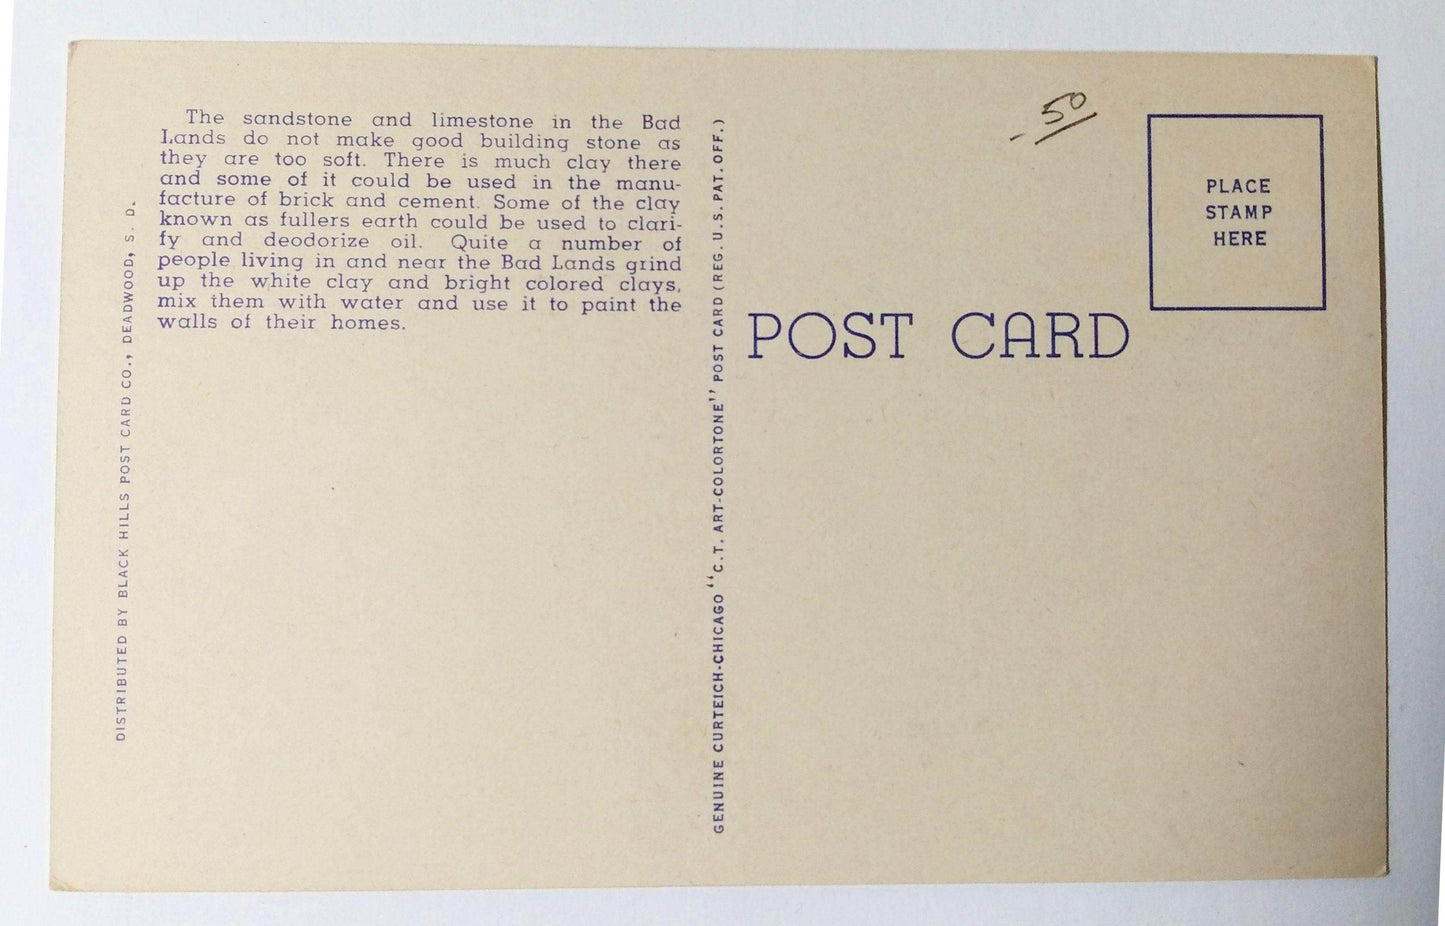 The sandstone and limestone in the Bad
Lands do not make good building stone as
they are too soft. There is much clay there
and some of it could be used in the manu-
facture of brick and cement. Some of the clay
known as fullers earth could be used to clari-
fy and deodorize oil. Quite a number of
people living in and near the Bad Lands grind
up the white clay and bright colored clays,
mix them with water and use it to paint the
walls of their homes.
DISTRIBUTED BY BLACK HILLS POST CARD CO., DEADWOOD, S. D.
GENUINE CURTEICH-CHICAGO "C.T. ART-COLORTONE" POST CARD (REG. U.S. PAT. OFF.)
POST CARD
.50
PLACE
STAMP
HERE